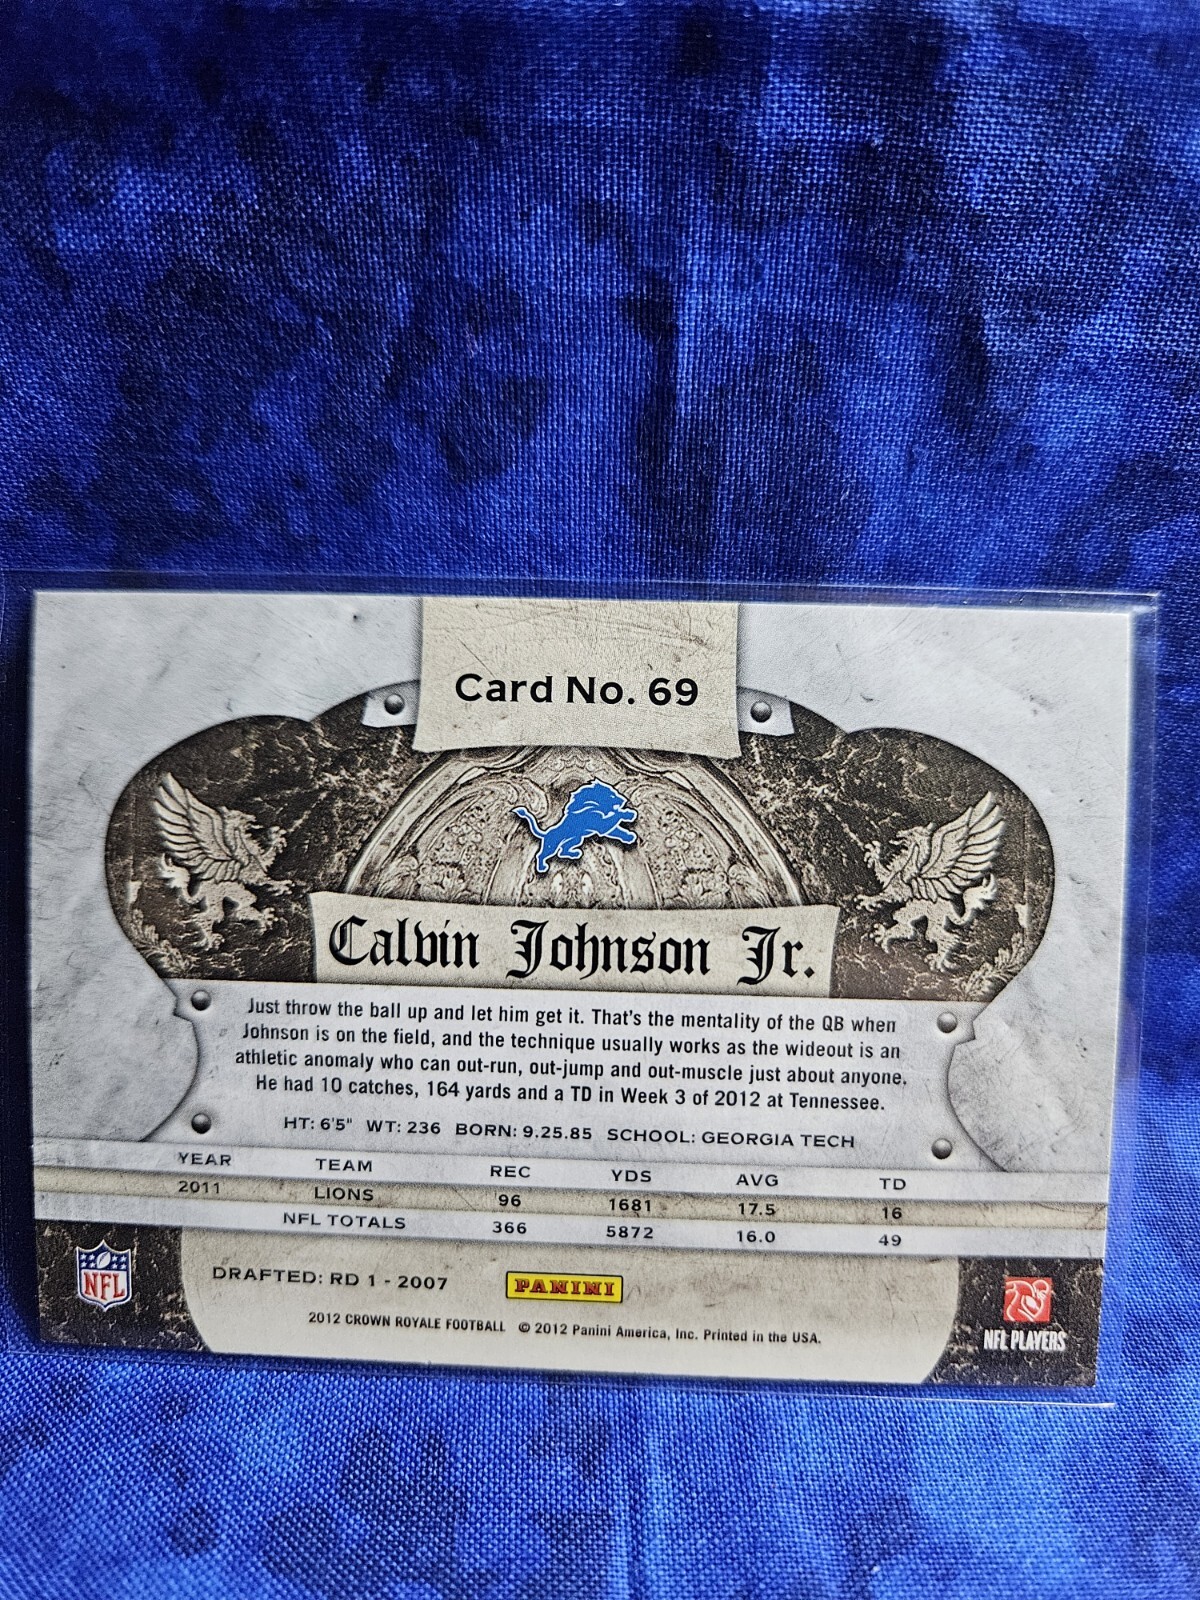 Card No. 69
Calvin Johnson Jr.
Just throw the ball up and let him get it. That's the mentality of the QB when
Johnson is on the field, and the technique usually works as the wideout is an
athletic anomaly who can out-run, out-jump and out-muscle just about anyone.
He had 10 catches, 164 yards and a TD in Week 3 of 2012 at Tennessee.
HT: 6'5" WT: 236 BORN: 9.25.85 SCHOOL: GEORGIA TECH
YEAR TEAM REC YDS AVG TD
2011 LIONS 96 1681 17.5 16
NFL TOTALS 366 5872 16.0 49
NFL
DRAFTED: RD 1 - 2007
PANINI
NFL PLAYERS
2012 CROWN ROYALE FOOTBALL © 2012 Panini America, Inc. Printed in the USA.